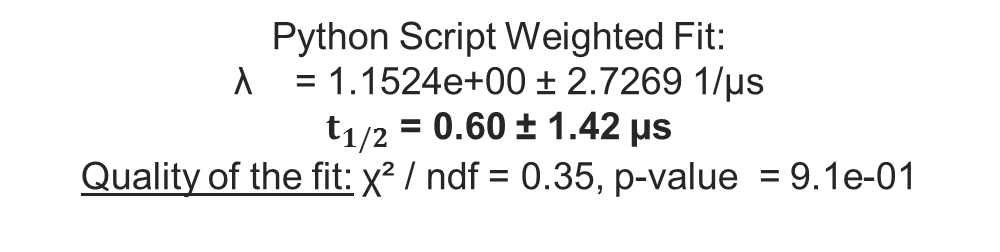 Python Script Weighted Fit:
λ = 1.1524e+00 ± 2.7269 1/μs
t1/2 = 0.60 ± 1.42 μs
Quality of the fit: χ² / ndf = 0.35, p-value = 9.1e-01